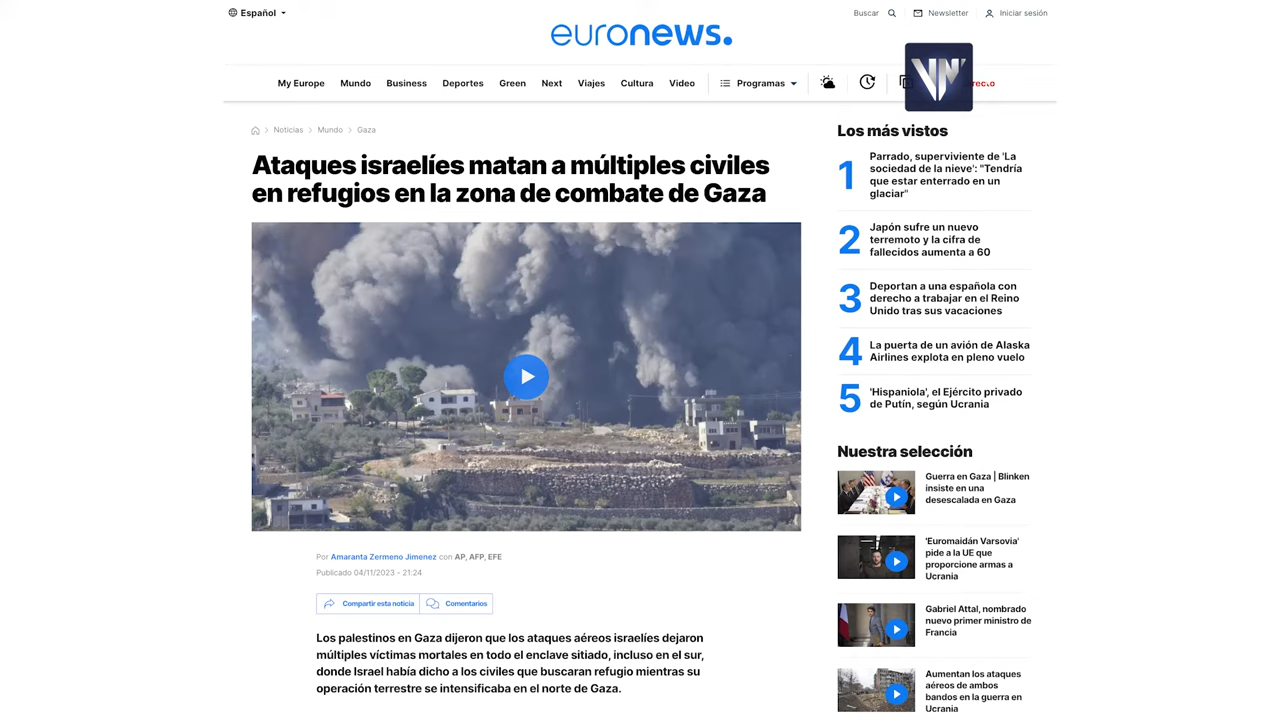 Español
Buscar
Newsletter
Iniciar sesión
euronews.
My Europe
Mundo
Business
Deportes
Green
Next
Viajes
Cultura
Video
Programas
Noticias
Mundo
Gaza
Ataques israelíes matan a múltiples civiles
en refugios en la zona de combate de Gaza
Por Amaranta Zermeno Jimenez con AP, AFP, EFE
Publicado 04/11/2023 - 21:24
Compartir esta noticia
Comentarios
Los palestinos en Gaza dijeron que los ataques aéreos israelíes dejaron
múltiples víctimas mortales en todo el enclave sitiado, incluso en el sur,
donde Israel había dicho a los civiles que buscaran refugio mientras su
operación terrestre se intensificaba en el norte de Gaza.
Los más vistos
1
Parrado, superviviente de 'La
sociedad de la nieve': "Tendría
que estar enterrado en un
glaciar"
2
Japón sufre un nuevo
terremoto y la cifra de
fallecidos aumenta a 60
3
Deportan a una española con
derecho a trabajar en el Reino
Unido tras sus vacaciones
4
La puerta de un avión de Alaska
Airlines explota en pleno vuelo
5
'Hispaniola', el Ejército privado
de Putín, según Ucrania
Nuestra selección
Guerra en Gaza | Blinken
insiste en una
desescalada en Gaza
'Euromaidán Varsovia'
pide a la UE que
proporcione armas a
Ucrania
Gabriel Attal, nombrado
nuevo primer ministro de
Francia
Aumentan los ataques
aéreos de ambos
bandos en la guerra en
Ucrania